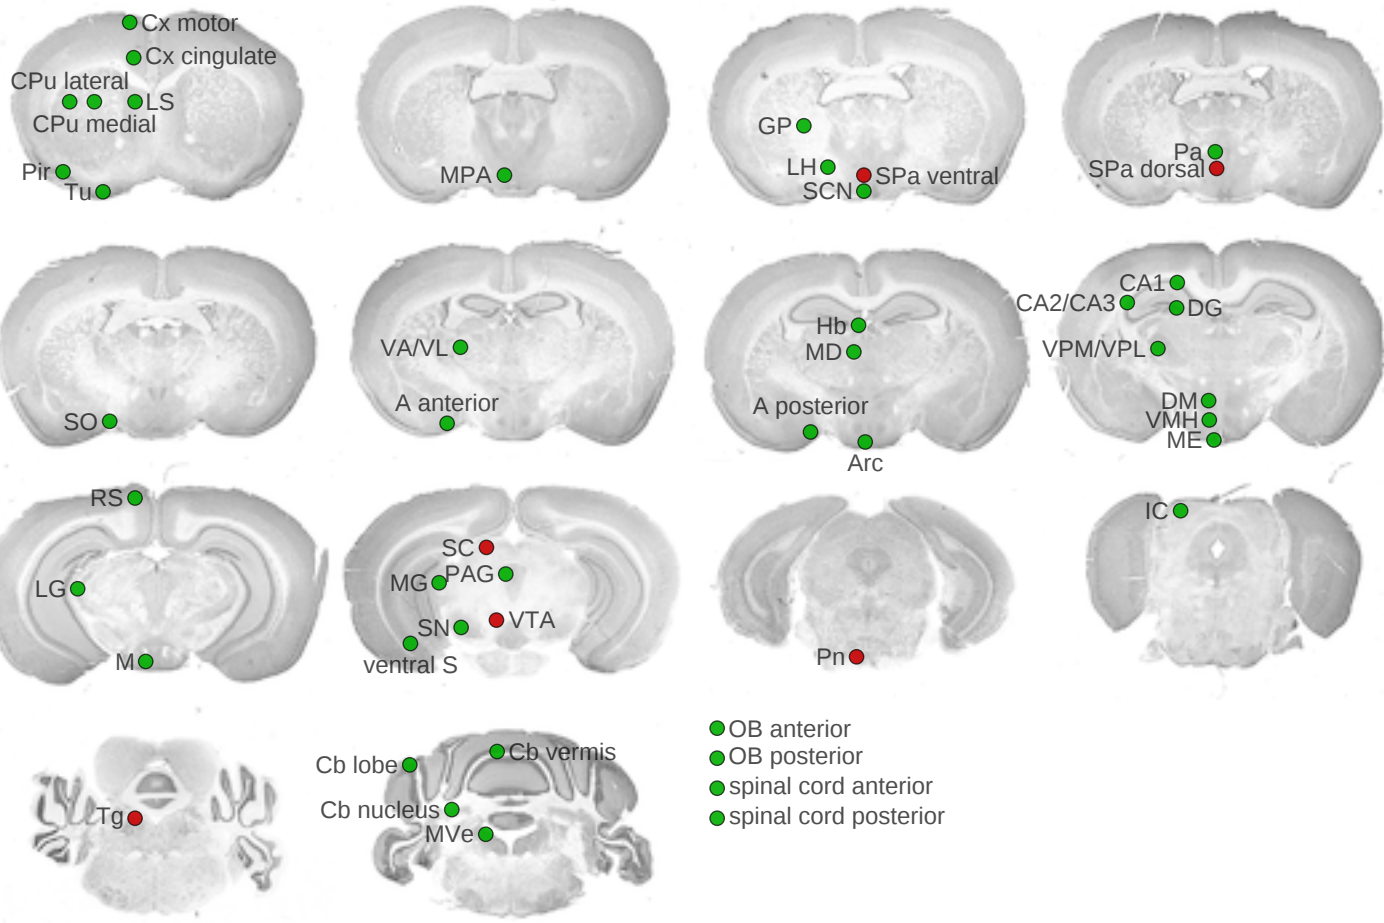 Cx motor
Cx cingulate
CPu lateral
LS
CPu medial
Pir
Tu
MPA
GP
LH
SPa ventral
SCN
Pa
SPa dorsal
SO
VA/VL
A anterior
Hb
MD
A posterior
Arc
CA1
CA2/CA3
DG
VPM/VPL
DM
VMH
ME
RS
LG
M
SC
MG
PAG
SN
VTA
ventral S
Pn
IC
Tg
Cb lobe
Cb vermis
Cb nucleus
MVe
OB anterior
OB posterior
spinal cord anterior
spinal cord posterior